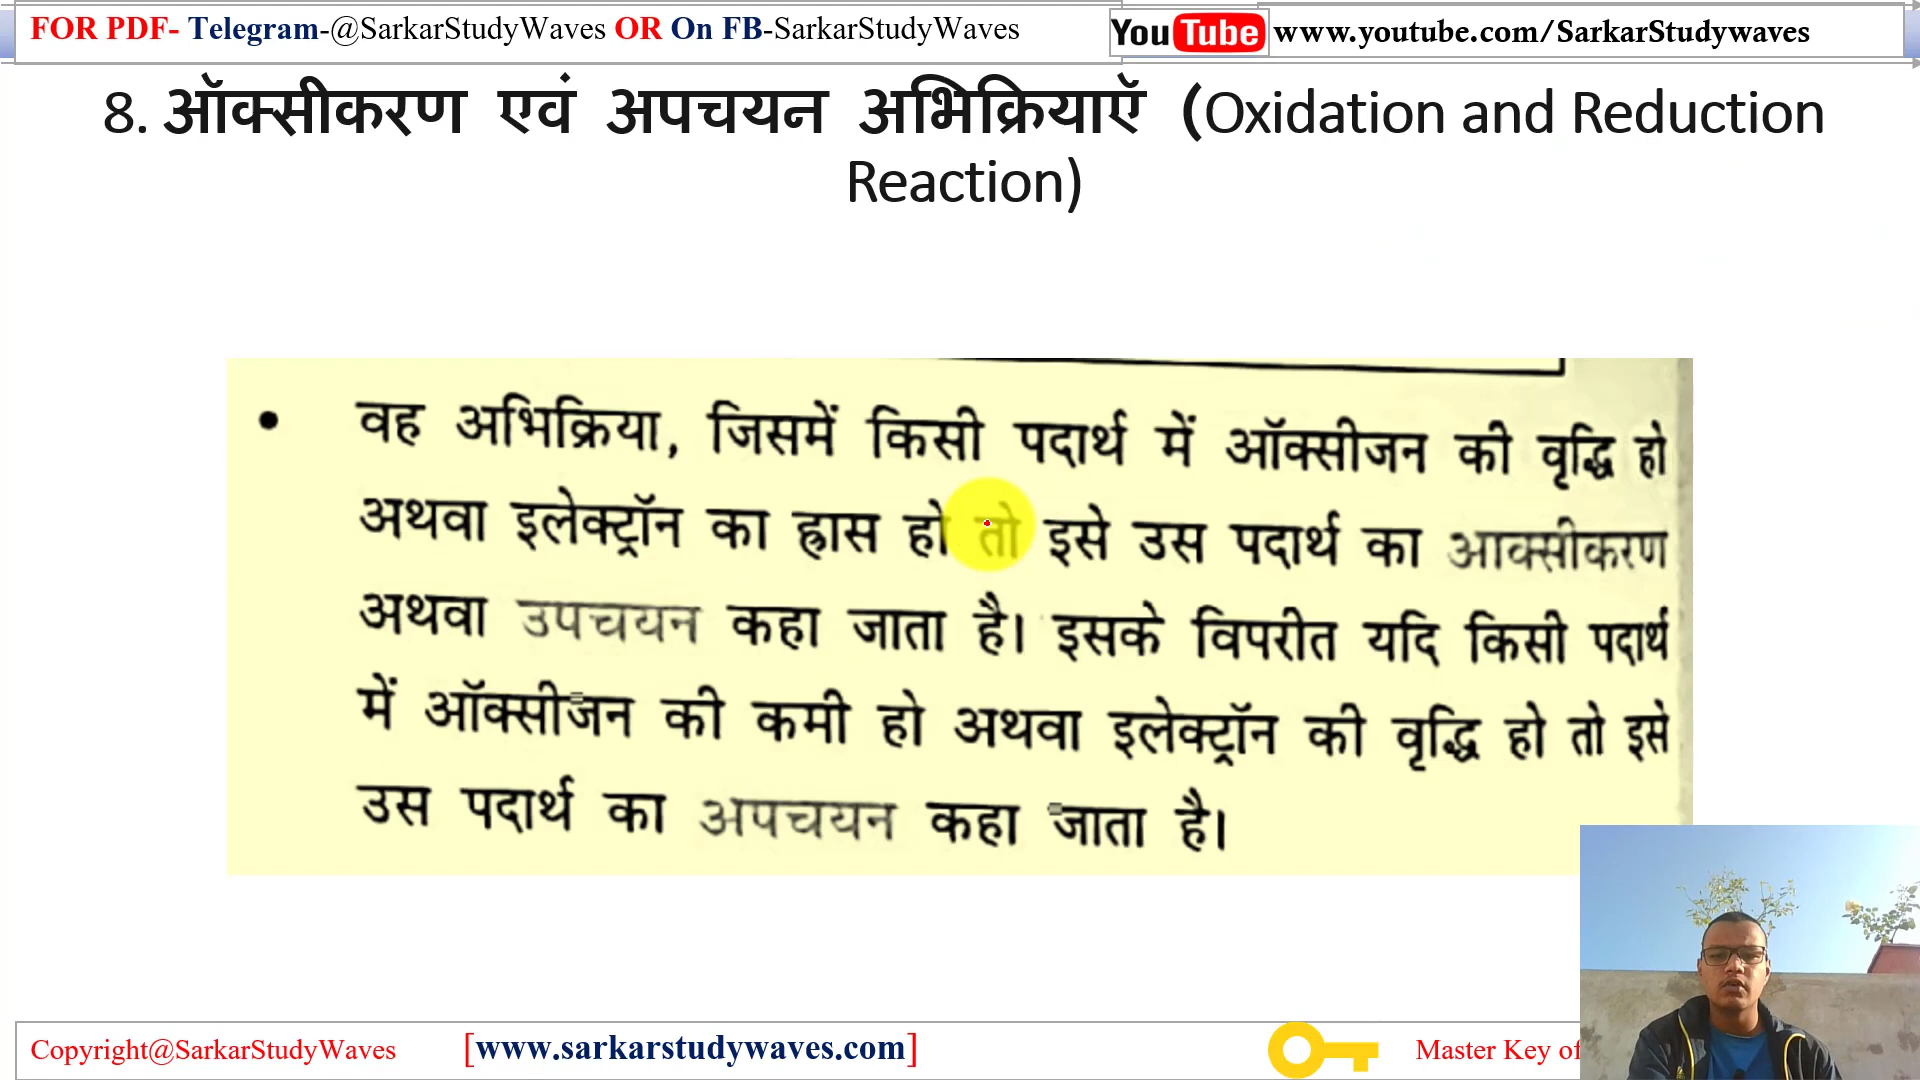 FOR PDF- Telegram-@SarkarStudyWaves OR On FB-SarkarStudyWaves
YouTube www.youtube.com/SarkarStudywaves
8. ऑक्सीकरण एवं अपचयन अभिक्रियाऍ (Oxidation and Reduction
Reaction)
• वह अभिक्रिया, जिसमें किसी पदार्थ में ऑक्सीजन की वृद्धि हो
अथवा इलेक्ट्रॉन का ह्रास हो तो इसे उस पदार्थ का आक्सीकरण
अथवा उपचयन कहा जाता है। इसके विपरीत यदि किसी पदार्थ
में ऑक्सीजन की कमी हो अथवा इलेक्ट्रॉन की वृद्धि हो तो इसे
उस पदार्थ का अपचयन कहा जाता है।
Copyright@SarkarStudyWaves [www.sarkarstudywaves.com] Master Key of